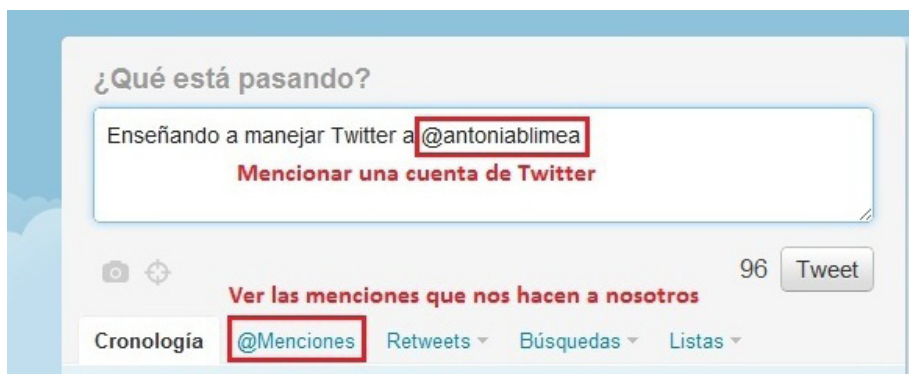 ¿Qué está pasando?
Enseñando a manejar Twitter a @antoniablimea
Mencionar una cuenta de Twitter
96 Tweet
Ver las menciones que nos hacen a nosotros
Cronología @Menciones Retweets Búsquedas Listas